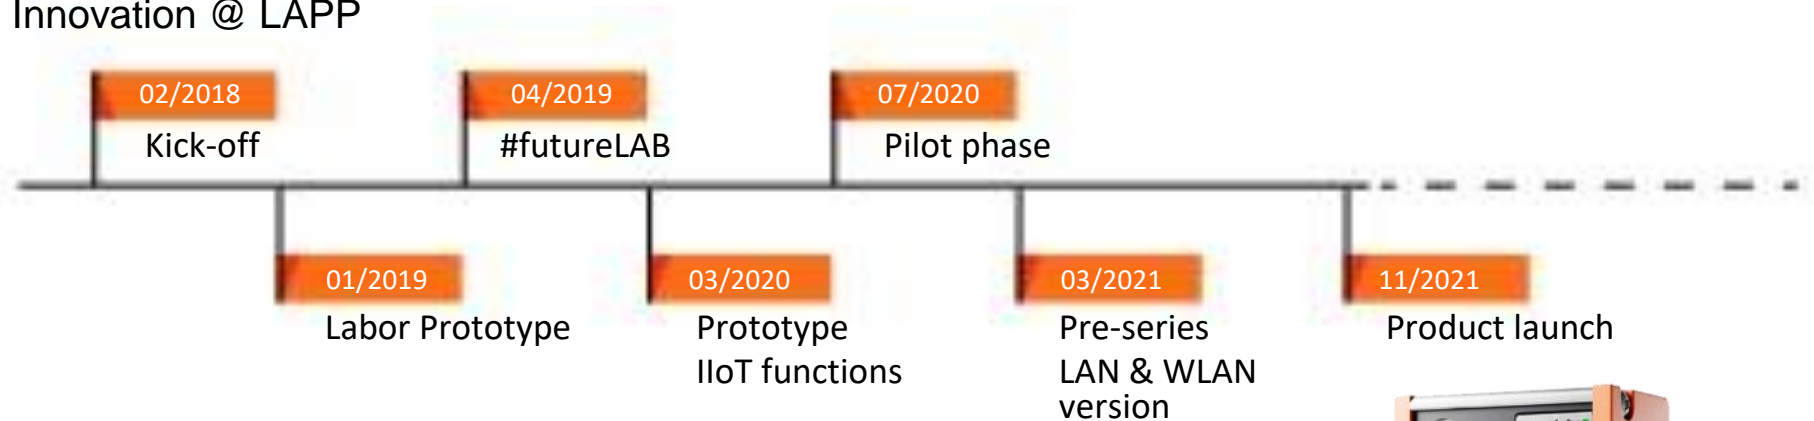 Innovation @ LAPP
02/2018
Kick-off
04/2019
#futureLAB
07/2020
Pilot phase
01/2019
Labor Prototype
03/2020
Prototype
IIoT functions
03/2021
Pre-series
LAN & WLAN
version
11/2021
Product launch